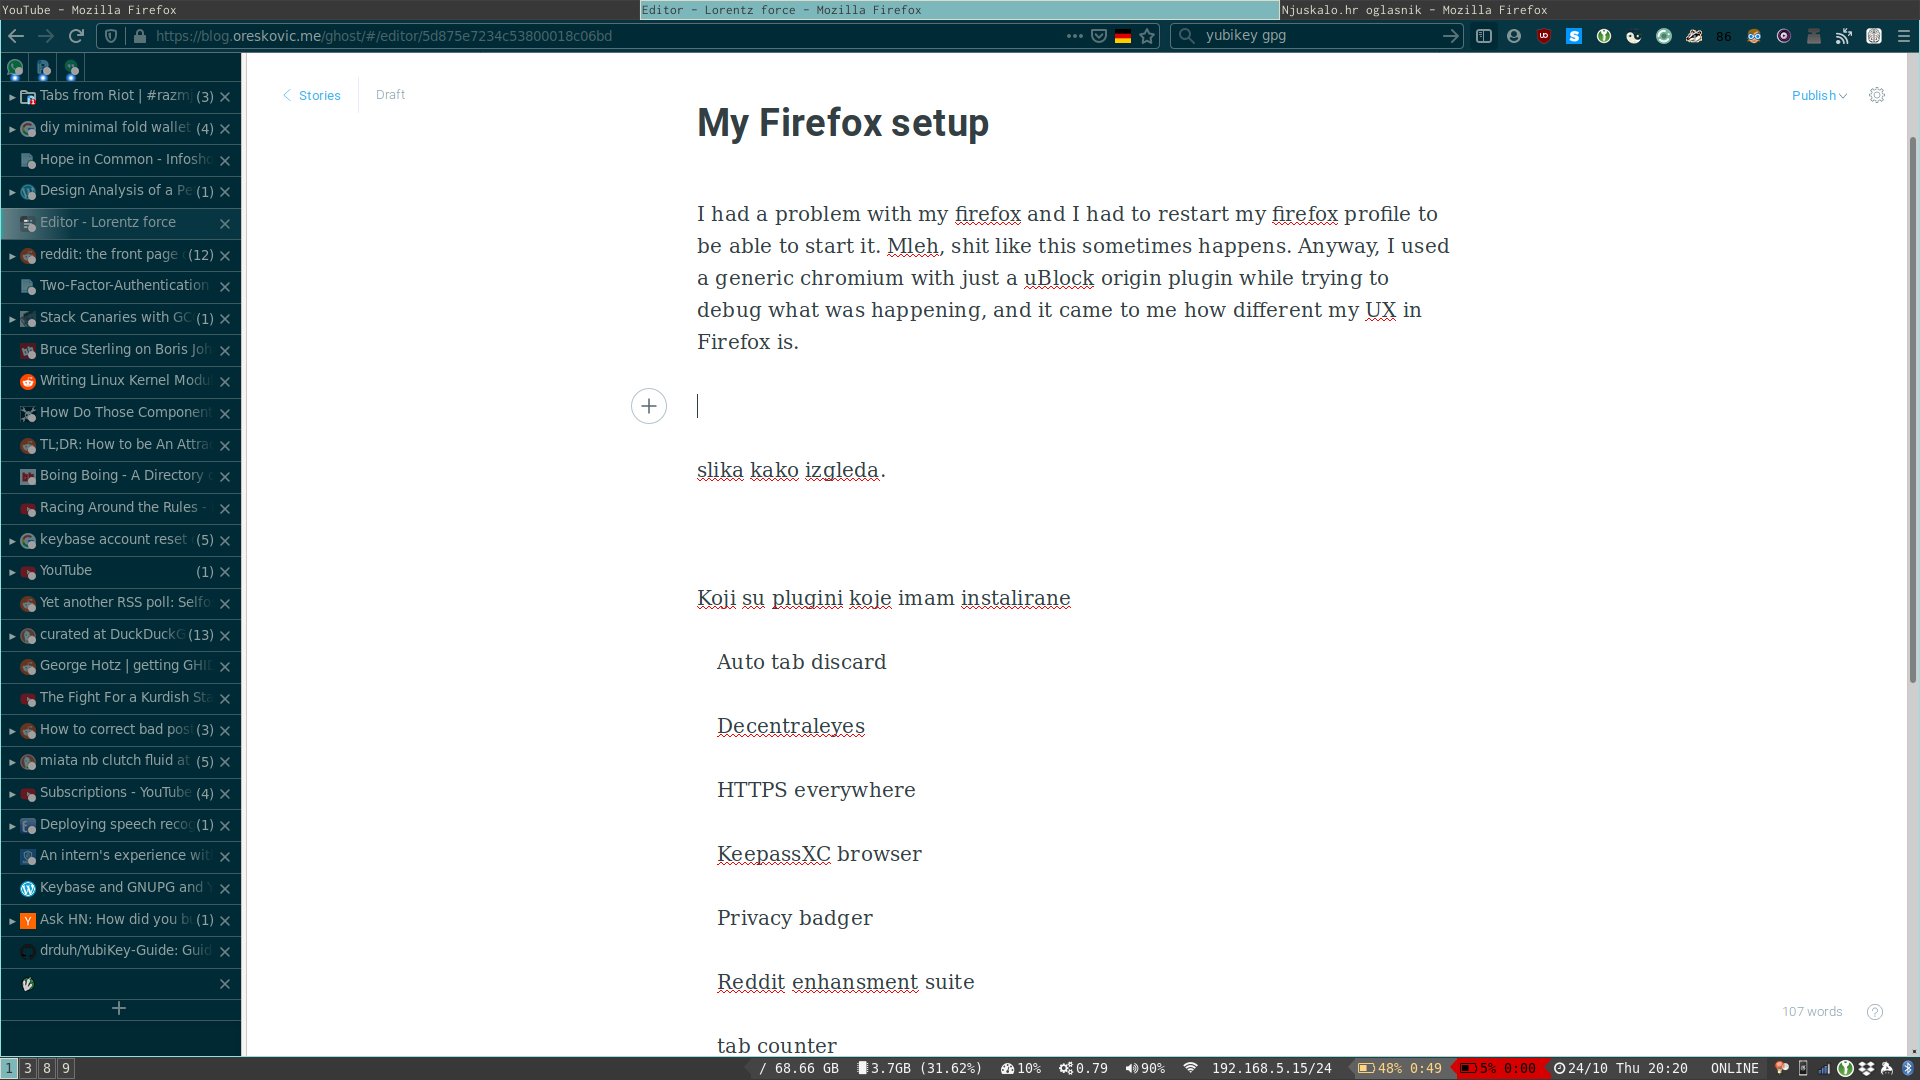 YouTube - Mozilla Firefox
Editor - Lorentz force - Mozilla Firefox
Njuskalo.hr oglasnik - Mozilla Firefox
https://blog.oreskovic.me/ghost/#/editor/5d875e7234c53800018c06bd
yubikey gpg
86
Tabs from Riot | #razmj (3)
diy minimal fold wallet (4)
Hope in Common - Infosho
Design Analysis of a Pe (1)
Editor - Lorentz force
reddit: the front page (12)
Two-Factor-Authentication
Stack Canaries with GC (1)
Bruce Sterling on Boris Joh
Writing Linux Kernel Modu
How Do Those Component
TL;DR: How to be An Attra
Boing Boing - A Directory
Racing Around the Rules -
keybase account reset (5)
YouTube (1)
Yet another RSS poll: Selfo
curated at DuckDuckG (13)
George Hotz | getting GHI
The Fight For a Kurdish Sta
How to correct bad post (3)
miata nb clutch fluid at (5)
Subscriptions - YouTube (4)
Deploying speech recog (1)
An intern's experience wit
Keybase and GNUPG and Y
Ask HN: How did you bu (1)
drduh/YubiKey-Guide: Guid
Stories
Draft
Publish
My Firefox setup
I had a problem with my firefox and I had to restart my firefox profile to
be able to start it. Mleh, shit like this sometimes happens. Anyway, I used
a generic chromium with just a uBlock origin plugin while trying to
debug what was happening, and it came to me how different my UX in
Firefox is.
slika kako izgleda.
Koji su plugini koje imam instalirane
Auto tab discard
Decentraleyes
HTTPS everywhere
KeepassXC browser
Privacy badger
Reddit enhansment suite
tab counter
107 words
1 3 8 9
/ 68.66 GB 3.7GB (31.62%) 10% 0.79 90% 192.168.5.15/24 48% 0:49 5% 0:00 24/10 Thu 20:20 ONLINE